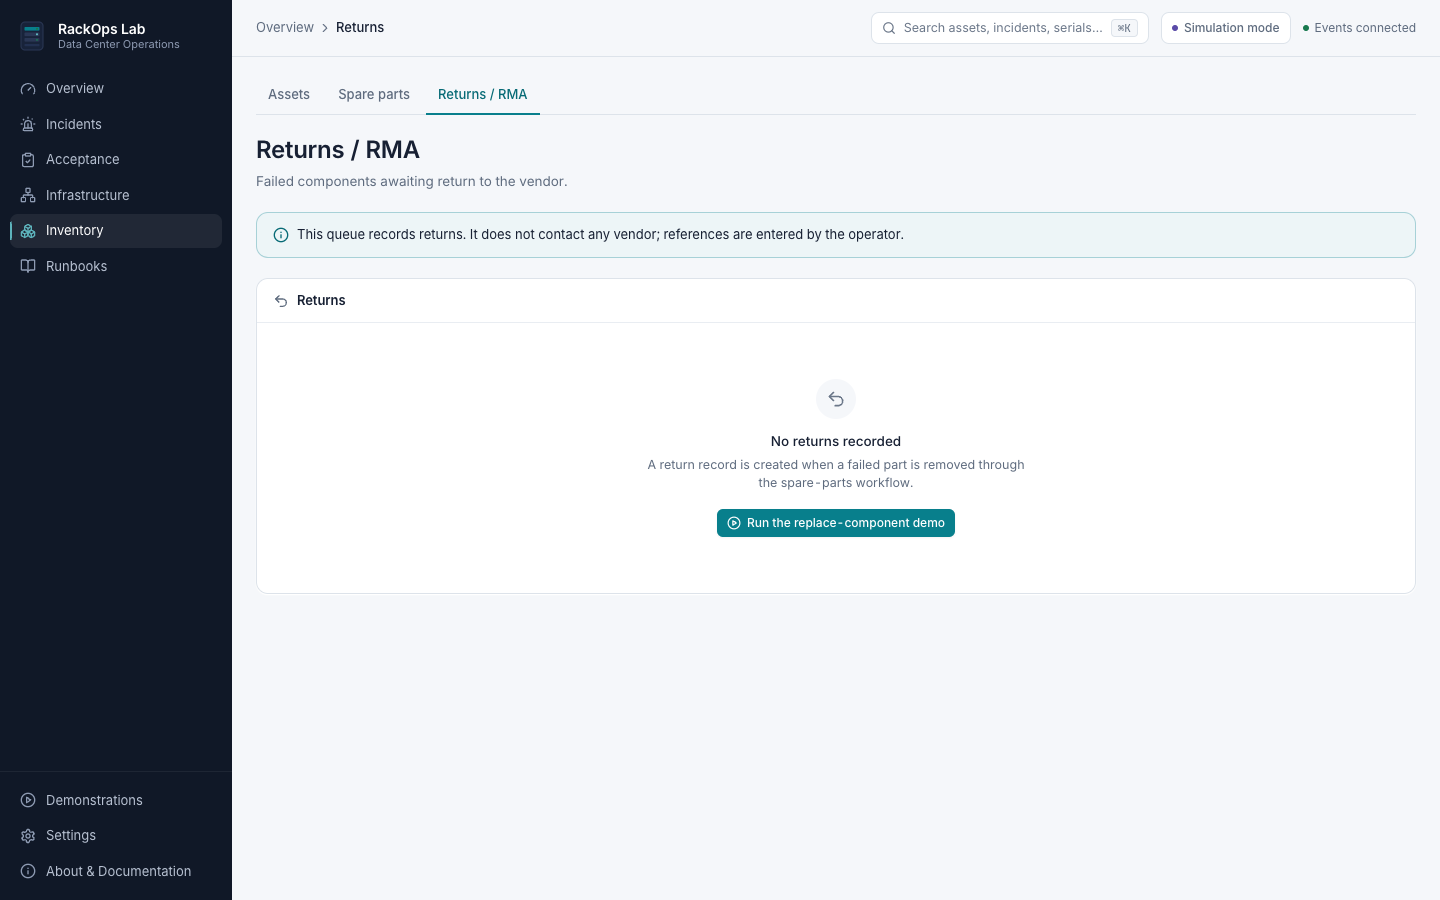 RackOps Lab
Data Center Operations
Overview
Incidents
Acceptance
Infrastructure
Inventory
Runbooks
Demonstrations
Settings
About & Documentation
Overview > Returns
Search assets, incidents, serials... ⌘K
Simulation mode
Events connected
Assets Spare parts Returns / RMA
Returns / RMA
Failed components awaiting return to the vendor.
This queue records returns. It does not contact any vendor; references are entered by the operator.
Returns
No returns recorded
A return record is created when a failed part is removed through
the spare-parts workflow.
Run the replace-component demo